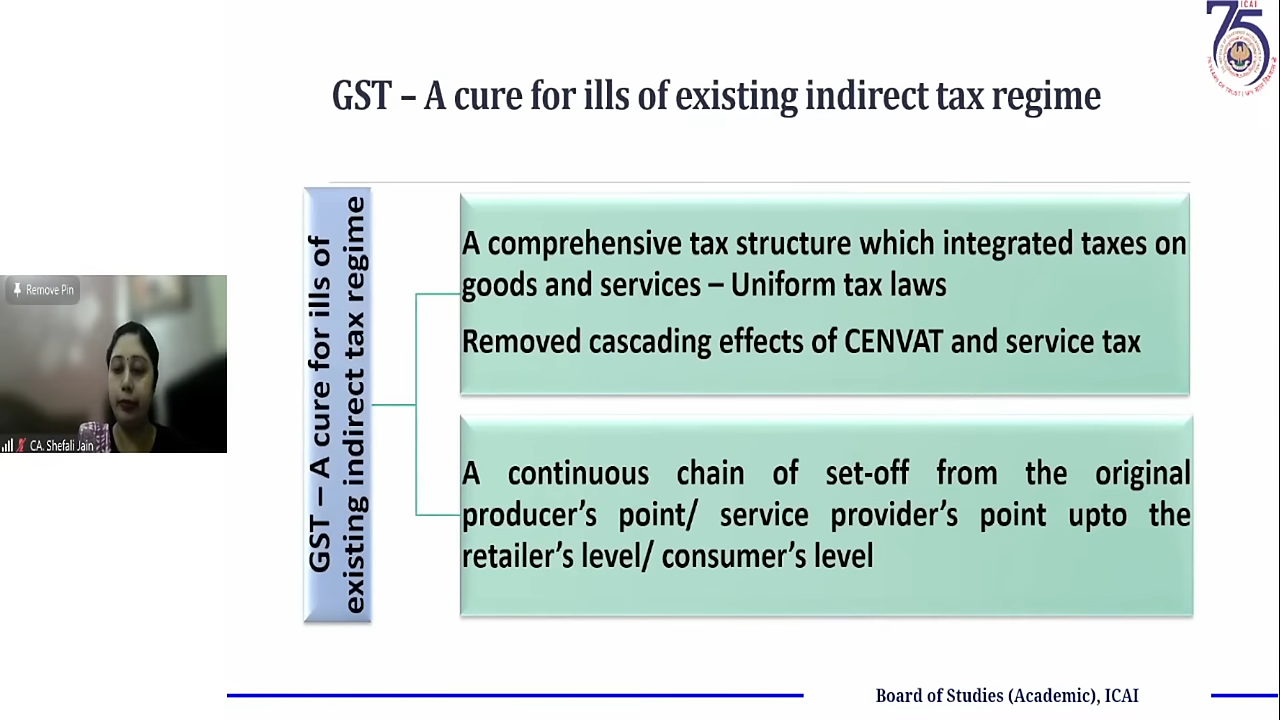 ICAI
75
GST – A cure for ills of existing indirect tax regime
GST – A cure for ills of
existing indirect tax regime
A comprehensive tax structure which integrated taxes on
goods and services – Uniform tax laws
Removed cascading effects of CENVAT and service tax
A continuous chain of set-off from the original
producer’s point/ service provider’s point upto the
retailer’s level/ consumer’s level
Remove Pin
CA. Shefali Jain
Board of Studies (Academic), ICAI